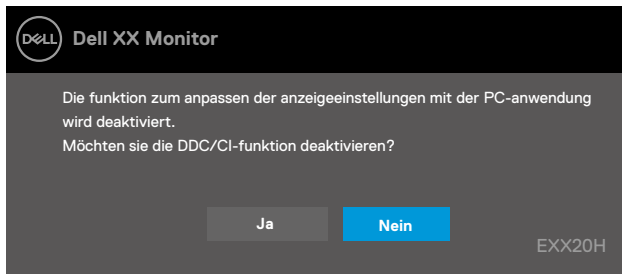 DELL Dell XX Monitor
Die funktion zum anpassen der anzeigeeinstellungen mit der PC-anwendung
wird deaktiviert.
Möchten sie die DDC/CI-funktion deaktivieren?
Ja Nein
EXX20H